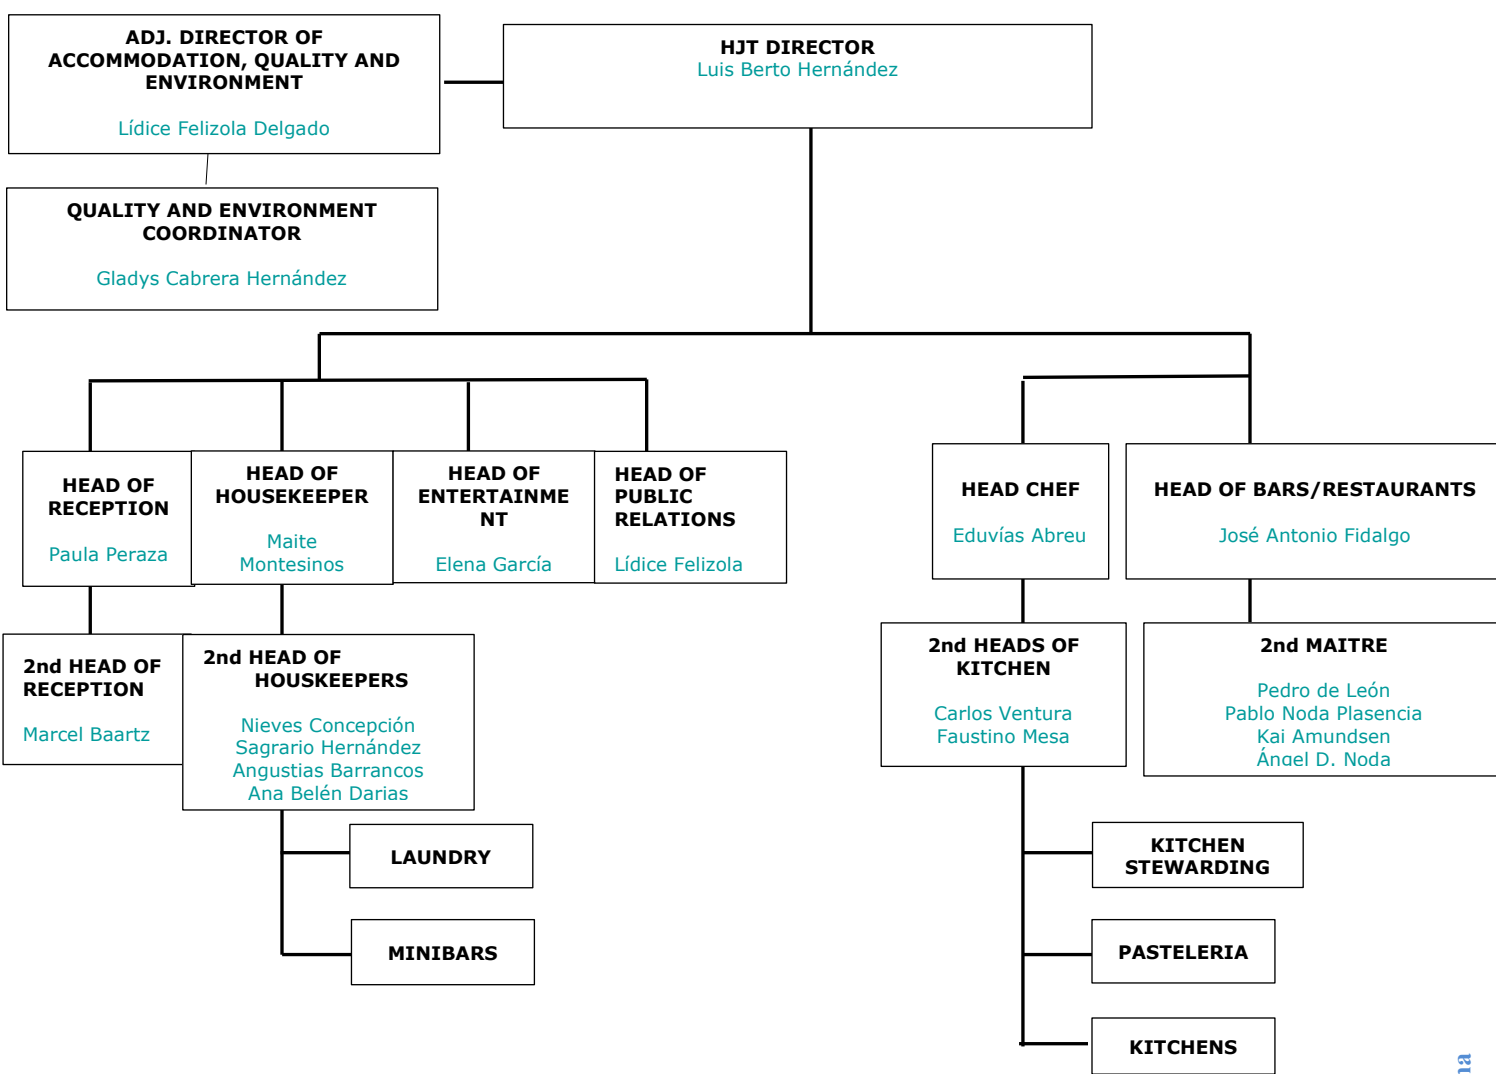 ADJ. DIRECTOR OF
ACCOMMODATION, QUALITY AND
ENVIRONMENT
Lídice Felizola Delgado
HJT DIRECTOR
Luis Berto Hernández
QUALITY AND ENVIRONMENT
COORDINATOR
Gladys Cabrera Hernández
HEAD OF
RECEPTION
Paula Peraza
HEAD OF
HOUSEKEEPER
Maite
Montesinos
HEAD OF
ENTERTAINME
NT
Elena García
HEAD OF
PUBLIC
RELATIONS
Lídice Felizola
HEAD CHEF
Eduvías Abreu
HEAD OF BARS/RESTAURANTS
José Antonio Fidalgo
2nd HEAD OF
RECEPTION
Marcel Baartz
2nd HEAD OF
HOUSKEEPERS
Nieves Concepción
Sagrario Hernández
Angustias Barrancos
Ana Belén Darias
2nd HEADS OF
KITCHEN
Carlos Ventura
Faustino Mesa
2nd MAITRE
Pedro de León
Pablo Noda Plasencia
Kai Amundsen
Ángel D. Noda
LAUNDRY
MINIBARS
KITCHEN
STEWARDING
PASTELERIA
KITCHENS